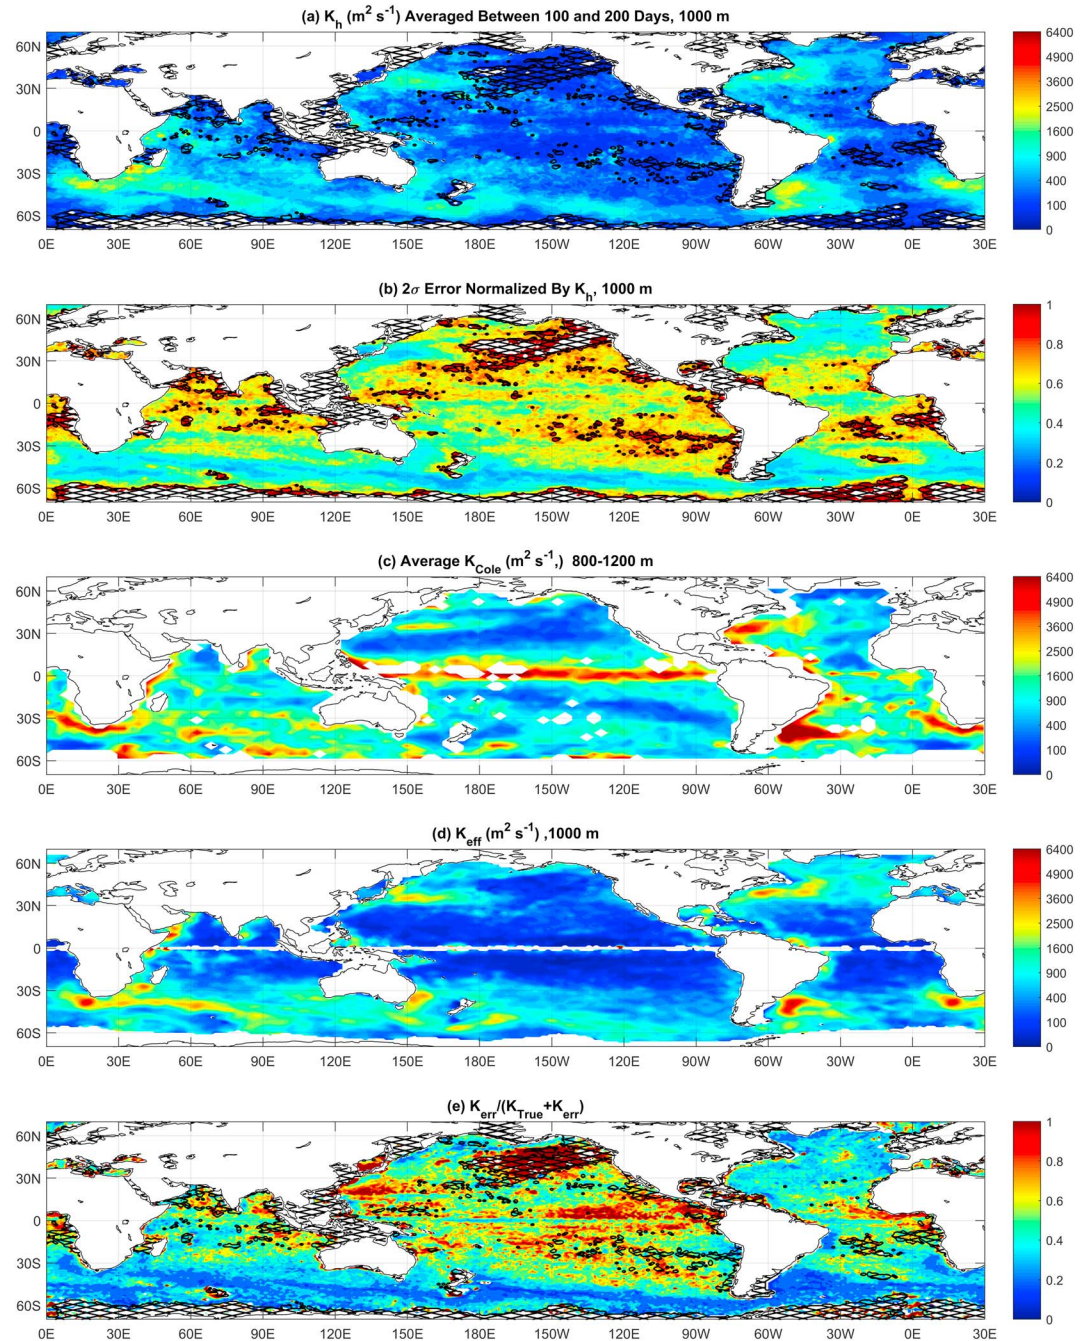 (a) K_h (m² s⁻¹) Averaged Between 100 and 200 Days, 1000 m
60N
30N
0
30S
60S
0E 30E 60E 90E 120E 150E 180E 150W 120W 90W 60W 30W 0E 30E
6400
4900
3600
2500
1600
900
400
100
0
(b) 2σ Error Normalized By K_h, 1000 m
60N
30N
0
30S
60S
0E 30E 60E 90E 120E 150E 180E 150W 120W 90W 60W 30W 0E 30E
1
0.8
0.6
0.4
0.2
0
(c) Average K_Cole (m² s⁻¹,) 800-1200 m
60N
30N
0
30S
60S
0E 30E 60E 90E 120E 150E 180E 150W 120W 90W 60W 30W 0E 30E
6400
4900
3600
2500
1600
900
400
100
0
(d) K_eff (m² s⁻¹) ,1000 m
60N
30N
0
30S
60S
0E 30E 60E 90E 120E 150E 180E 150W 120W 90W 60W 30W 0E 30E
6400
4900
3600
2500
1600
900
400
100
0
(e) K_err/(K_True+K_err)
60N
30N
0
30S
60S
0E 30E 60E 90E 120E 150E 180E 150W 120W 90W 60W 30W 0E 30E
1
0.8
0.6
0.4
0.2
0